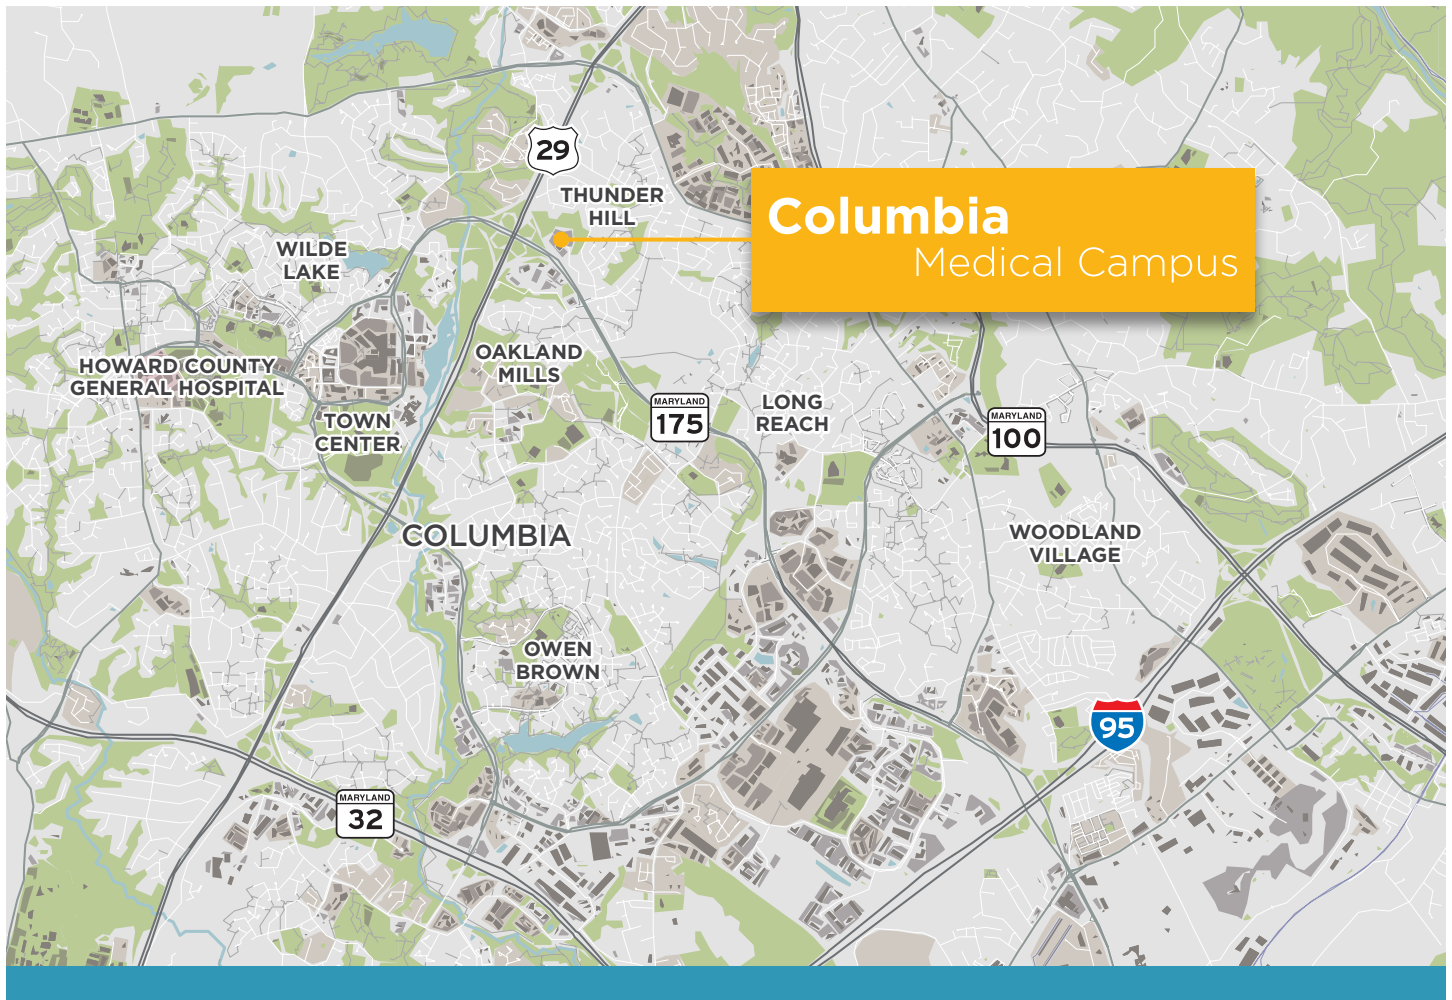 29
THUNDER
HILL
Columbia
Medical Campus
WILDE
LAKE
HOWARD COUNTY
GENERAL HOSPITAL
OAKLAND
MILLS
TOWN
CENTER
MARYLAND
175
LONG
REACH
MARYLAND
100
COLUMBIA
WOODLAND
VILLAGE
OWEN
BROWN
95
MARYLAND
32